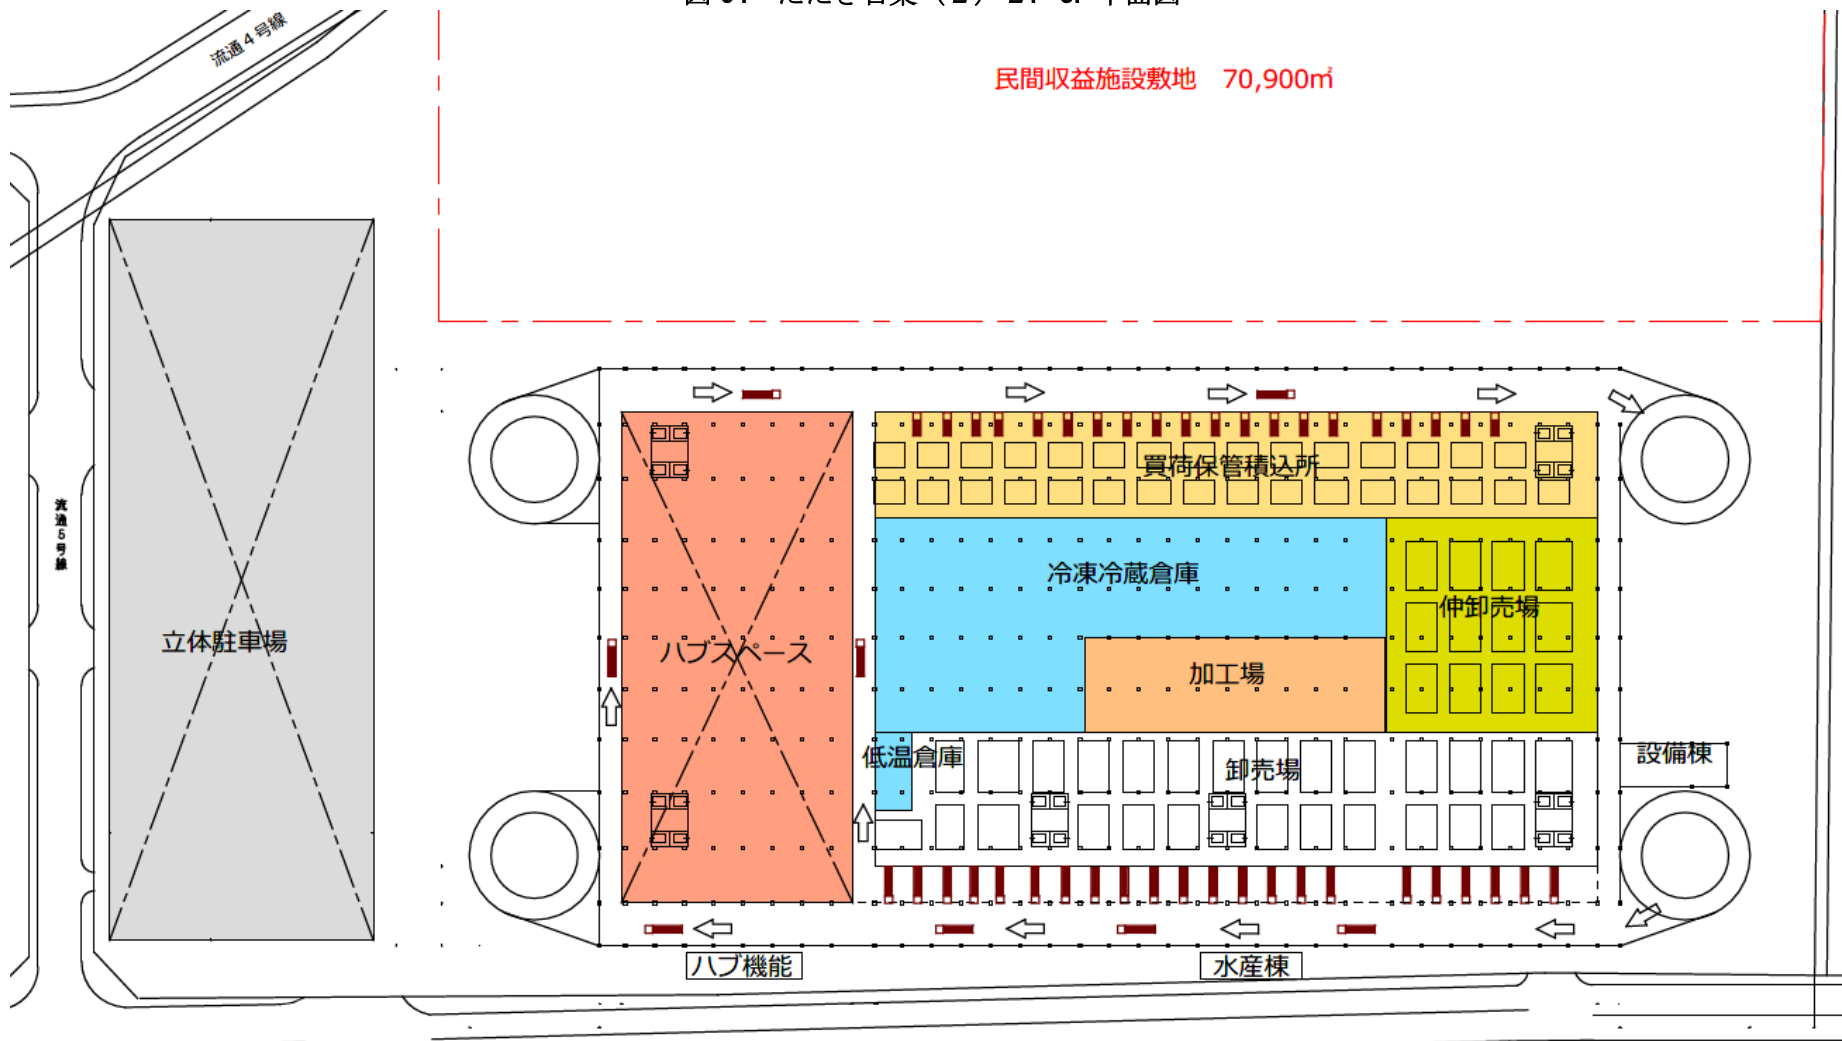 流通4号線
民間収益施設敷地　70,900㎡
買荷保管積込所
冷凍冷蔵倉庫
仲卸売場
流通5号線
立体駐車場
ハブスペース
加工場
低温倉庫
卸売場
設備棟
ハブ機能
水産棟